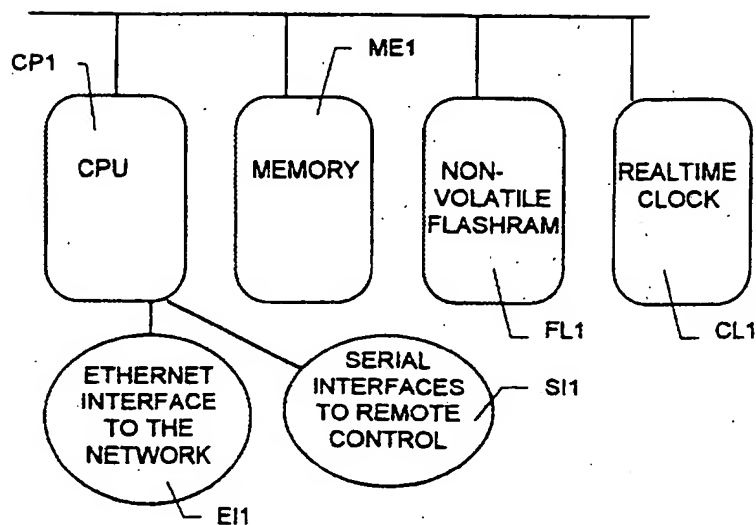 CP1
ME1
CPU
MEMORY
NON-
VOLATILE
FLASHRAM
REALTIME
CLOCK
FL1
CL1
ETHERNET
INTERFACE
TO THE
NETWORK
EI1
SERIAL
INTERFACES
TO REMOTE
CONTROL
SI1